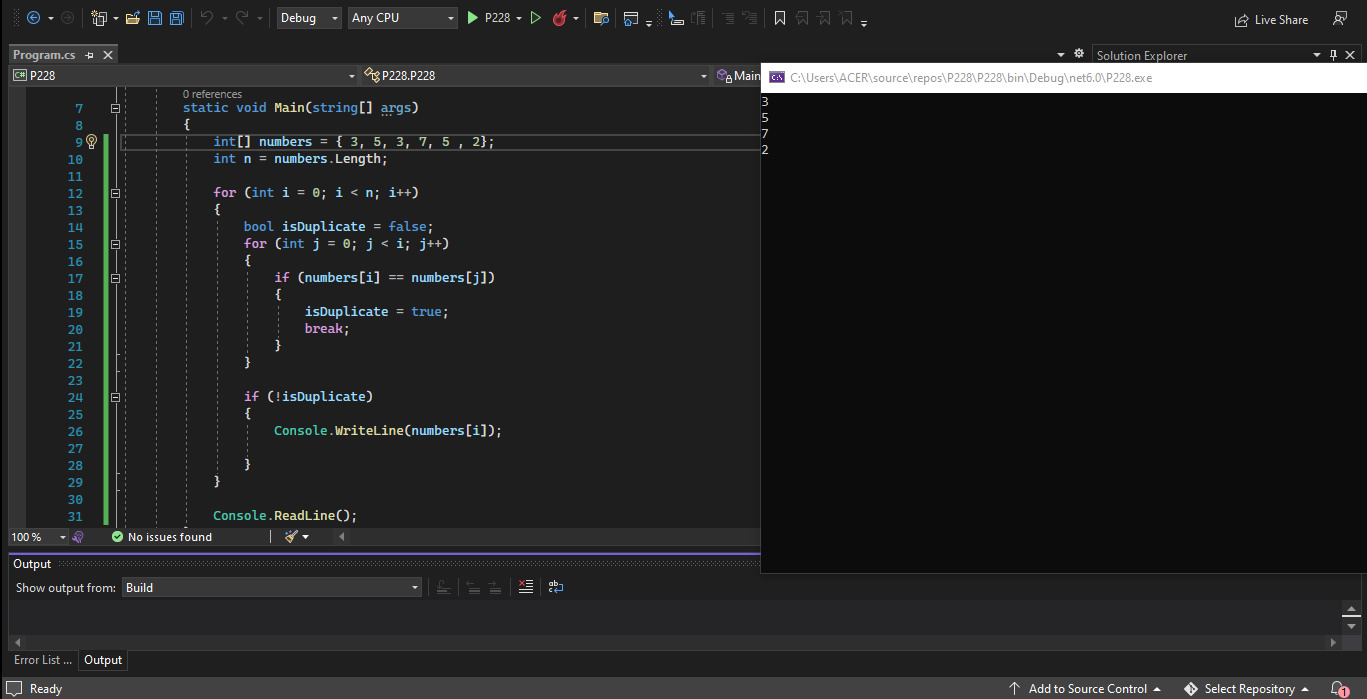 Debug Any CPU P228 Live Share
Program.cs Solution Explorer
C# P228 P228.P228 Main
C:\Users\ACER\source\repos\P228\P228\bin\Debug\net6.0\P228.exe
3
5
7
2
0 references
7 static void Main(string[] args)
8 {
9 int[] numbers = { 3, 5, 3, 7, 5 , 2};
10 int n = numbers.Length;
11
12 for (int i = 0; i < n; i++)
13 {
14 bool isDuplicate = false;
15 for (int j = 0; j < i; j++)
16 {
17 if (numbers[i] == numbers[j])
18 {
19 isDuplicate = true;
20 break;
21 }
22 }
23
24 if (!isDuplicate)
25 {
26 Console.WriteLine(numbers[i]);
27
28 }
29 }
30
31 Console.ReadLine();
100 % No issues found
Output
Show output from: Build
Error List ... Output
Ready Add to Source Control Select Repository 1